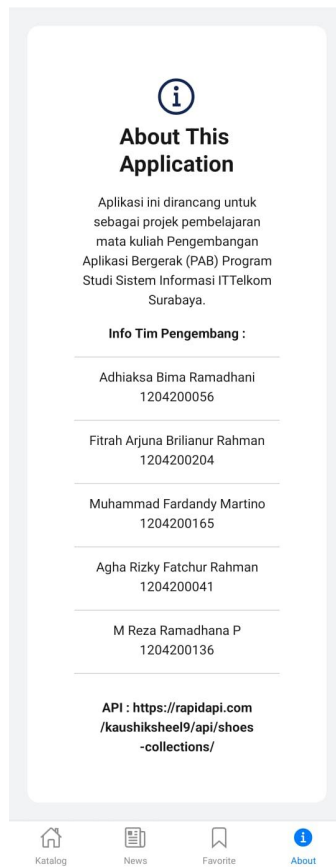 About This
Application
Aplikasi ini dirancang untuk
sebagai projek pembelajaran
mata kuliah Pengembangan
Aplikasi Bergerak (PAB) Program
Studi Sistem Informasi ITTelkom
Surabaya.
Info Tim Pengembang :
Adhiaksa Bima Ramadhani
1204200056
Fitrah Arjuna Brilianur Rahman
1204200204
Muhammad Fardandy Martino
1204200165
Agha Rizky Fatchur Rahman
1204200041
M Reza Ramadhana P
1204200136
API : https://rapidapi.com
/kaushiksheel9/api/shoes
-collections/
Katalog
News
Favorite
About